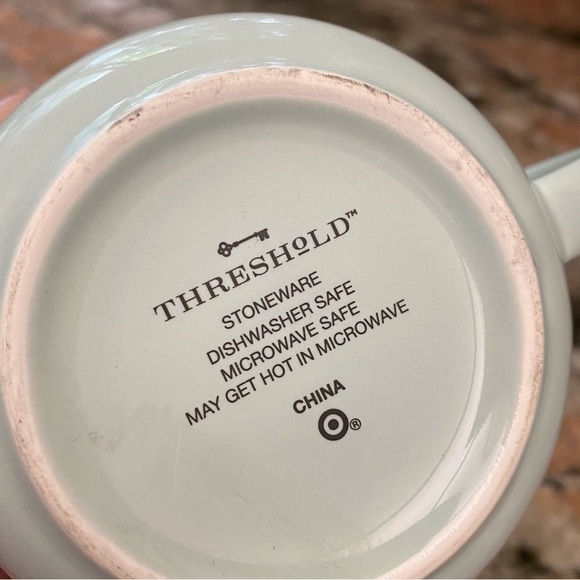 THRESHOLD™
STONEWARE
DISHWASHER SAFE
MICROWAVE SAFE
MAY GET HOT IN MICROWAVE
CHINA
®